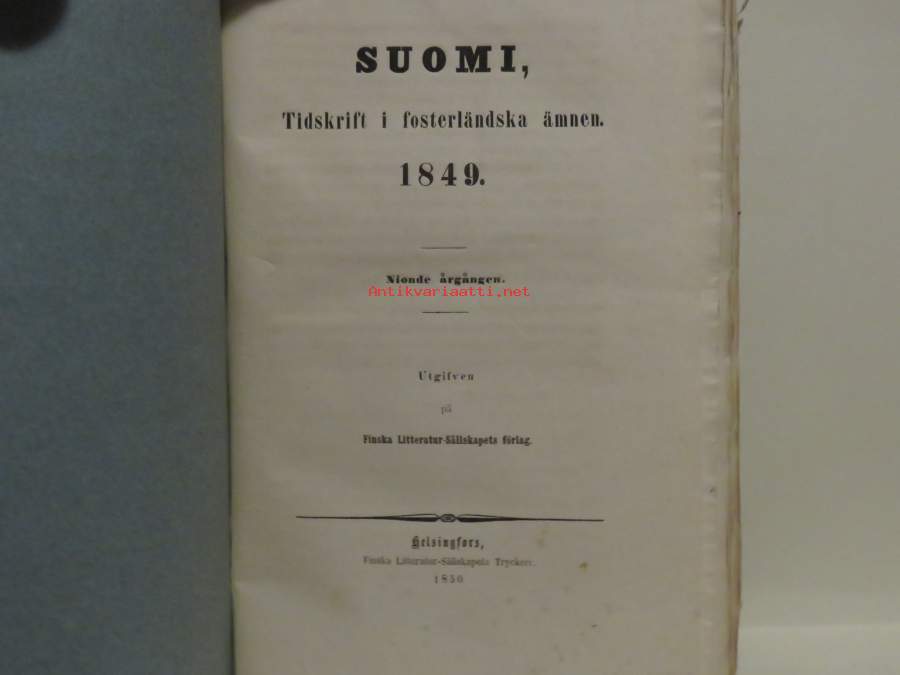 SUOMI,
Tidskrift i fosterländska ämnen.
1849.
Nionde årgången.
Antikvariaatti.net
Utgifven
på
Finska Litteratur-Sällskapets förlag.
Helsingfors,
Finska Litteratur-Sällskapets Tryckeri.
1850